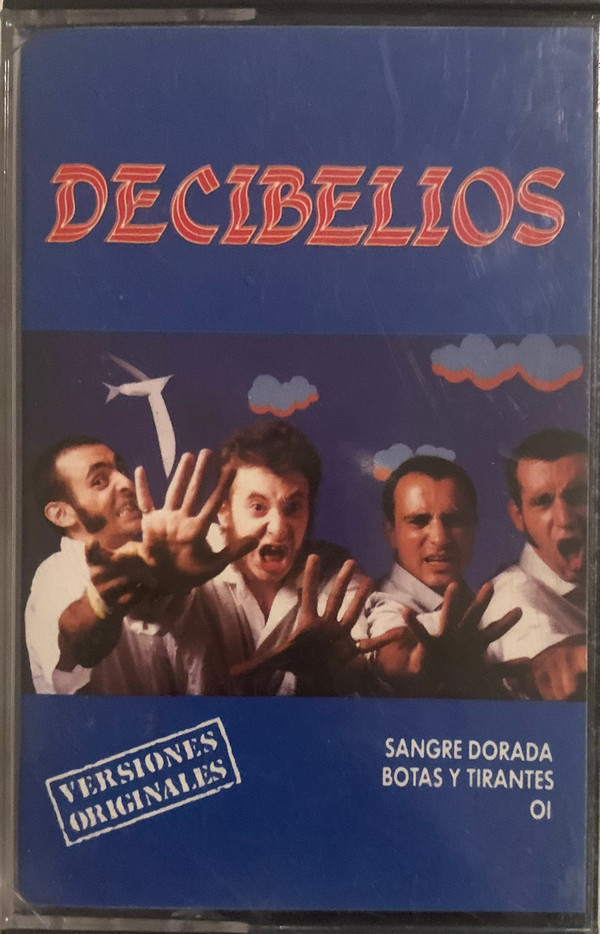 DECIBELIOS
VERSIONES
ORIGINALES
SANGRE DORADA
BOTAS Y TIRANTES
OI